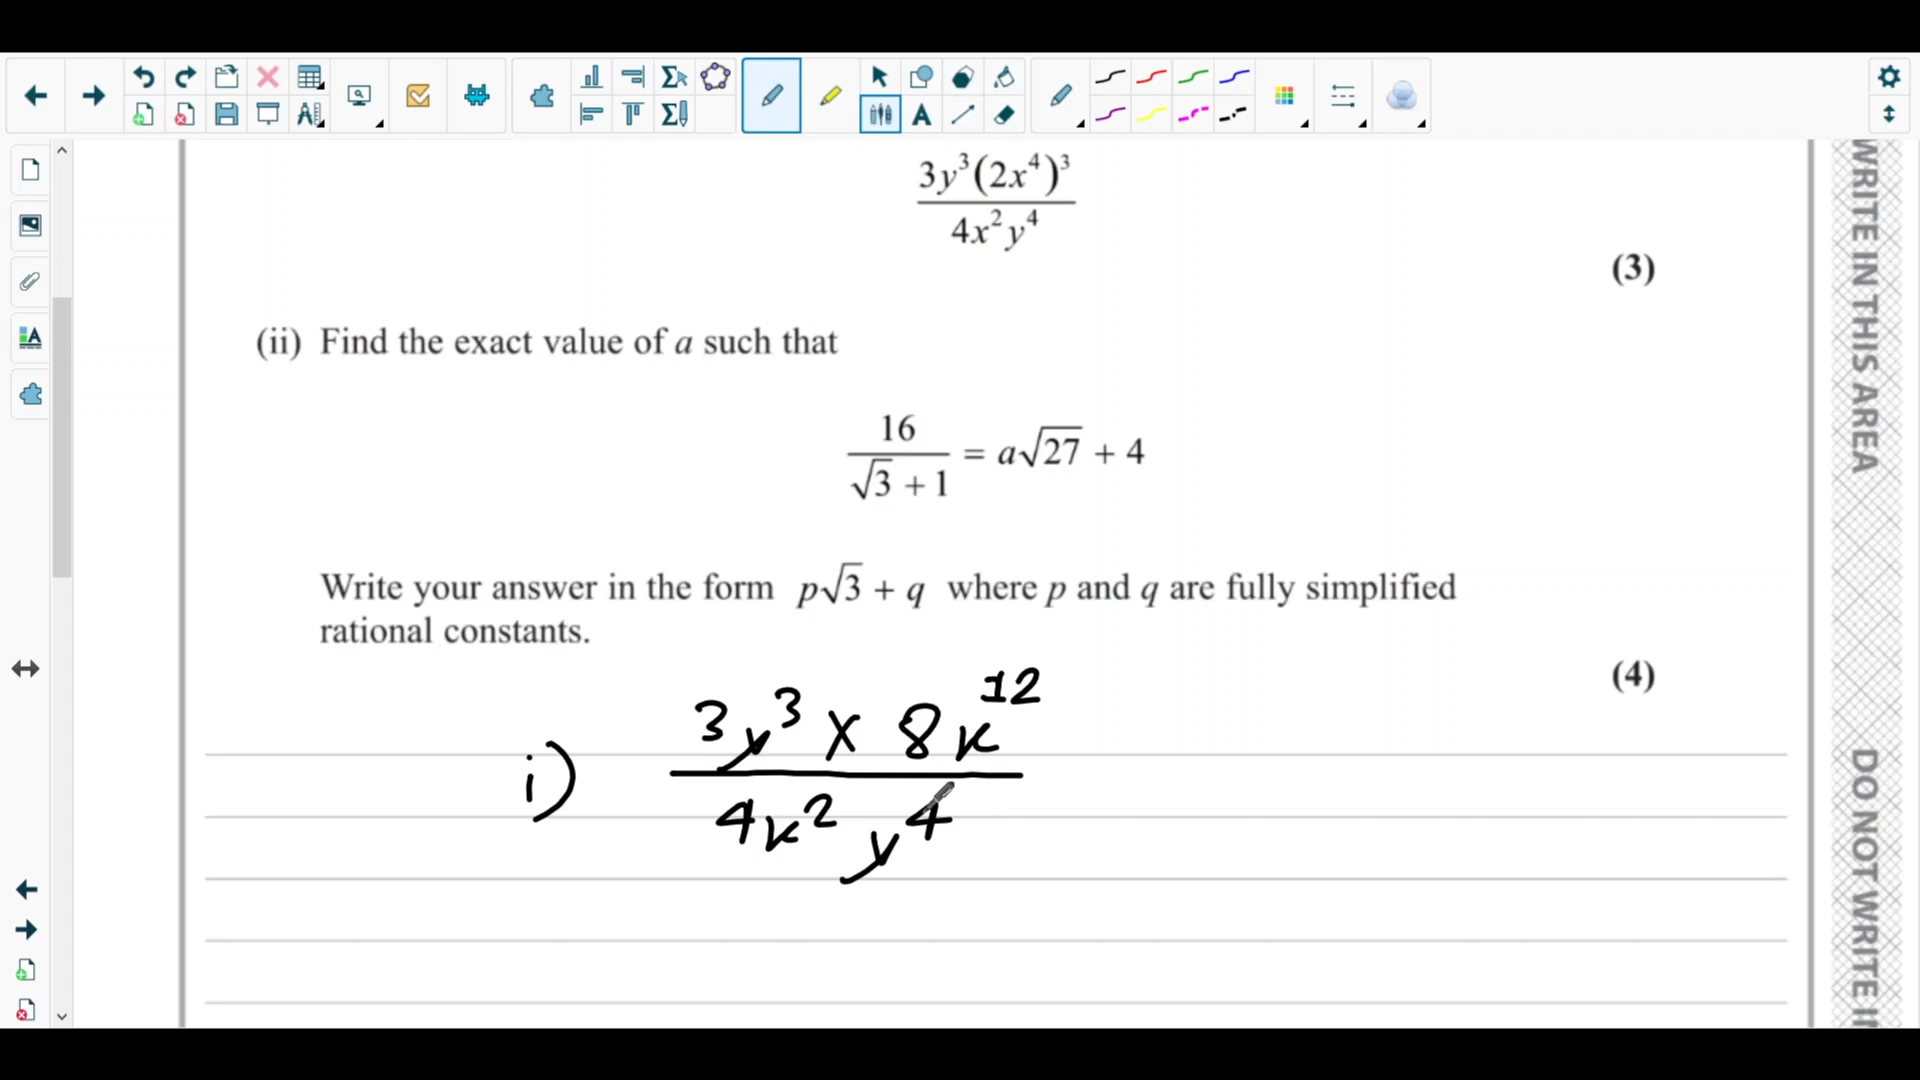 3y³(2x⁴)³
4x²y⁴
(3)
(ii) Find the exact value of a such that
16
√3 + 1
= a√27 + 4
Write your answer in the form p√3 + q where p and q are fully simplified
rational constants.
(4)
i)
3y³ × 8x¹²
4x² y⁴
WRITE IN THIS AREA
DO NOT WRITE I